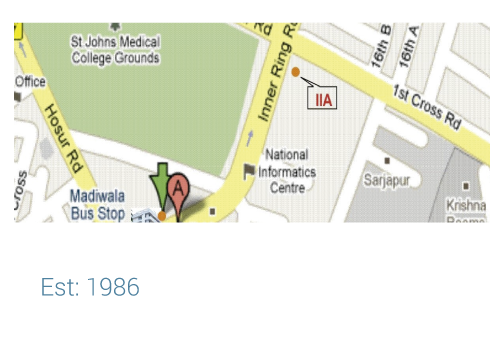 Rd
St Johns Medical
College Grounds
Inner Ring R
16th B
16th A
Office
IIA
1st Cross Rd
Hosur Rd
National
Informatics
Centre
Sarjapur
Cross
Madiwala
Bus Stop
A
Krishna
Est: 1986